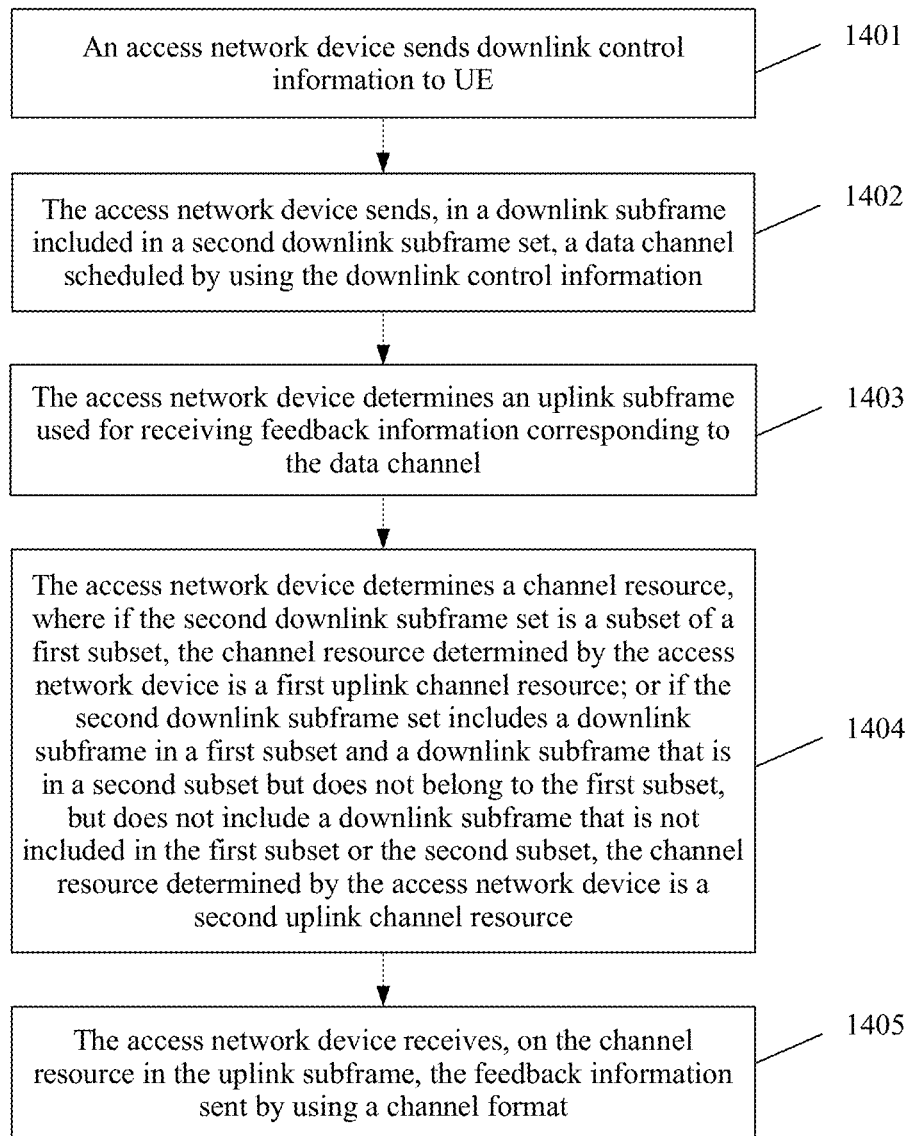 An access network device sends downlink control
information to UE
1401
The access network device sends, in a downlink subframe
included in a second downlink subframe set, a data channel
scheduled by using the downlink control information
1402
The access network device determines an uplink subframe
used for receiving feedback information corresponding to
the data channel
1403
The access network device determines a channel resource,
where if the second downlink subframe set is a subset of a
first subset, the channel resource determined by the access
network device is a first uplink channel resource; or if the
second downlink subframe set includes a downlink
subframe in a first subset and a downlink subframe that is
in a second subset but does not belong to the first subset,
but does not include a downlink subframe that is not
included in the first subset or the second subset, the channel
resource determined by the access network device is a
second uplink channel resource
1404
The access network device receives, on the channel
resource in the uplink subframe, the feedback information
sent by using a channel format
1405